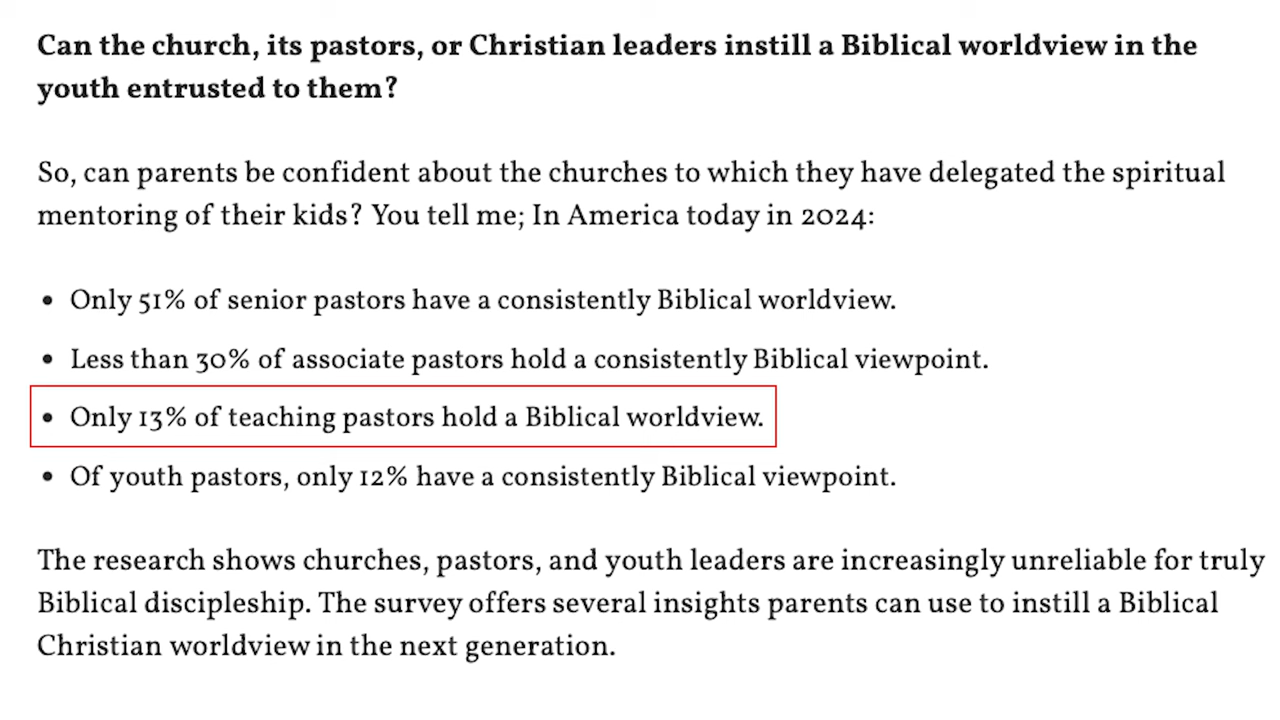 Can the church, its pastors, or Christian leaders instill a Biblical worldview in the
youth entrusted to them?
So, can parents be confident about the churches to which they have delegated the spiritual
mentoring of their kids? You tell me; In America today in 2024:
• Only 51% of senior pastors have a consistently Biblical worldview.
• Less than 30% of associate pastors hold a consistently Biblical viewpoint.
• Only 13% of teaching pastors hold a Biblical worldview.
• Of youth pastors, only 12% have a consistently Biblical viewpoint.
The research shows churches, pastors, and youth leaders are increasingly unreliable for truly
Biblical discipleship. The survey offers several insights parents can use to instill a Biblical
Christian worldview in the next generation.